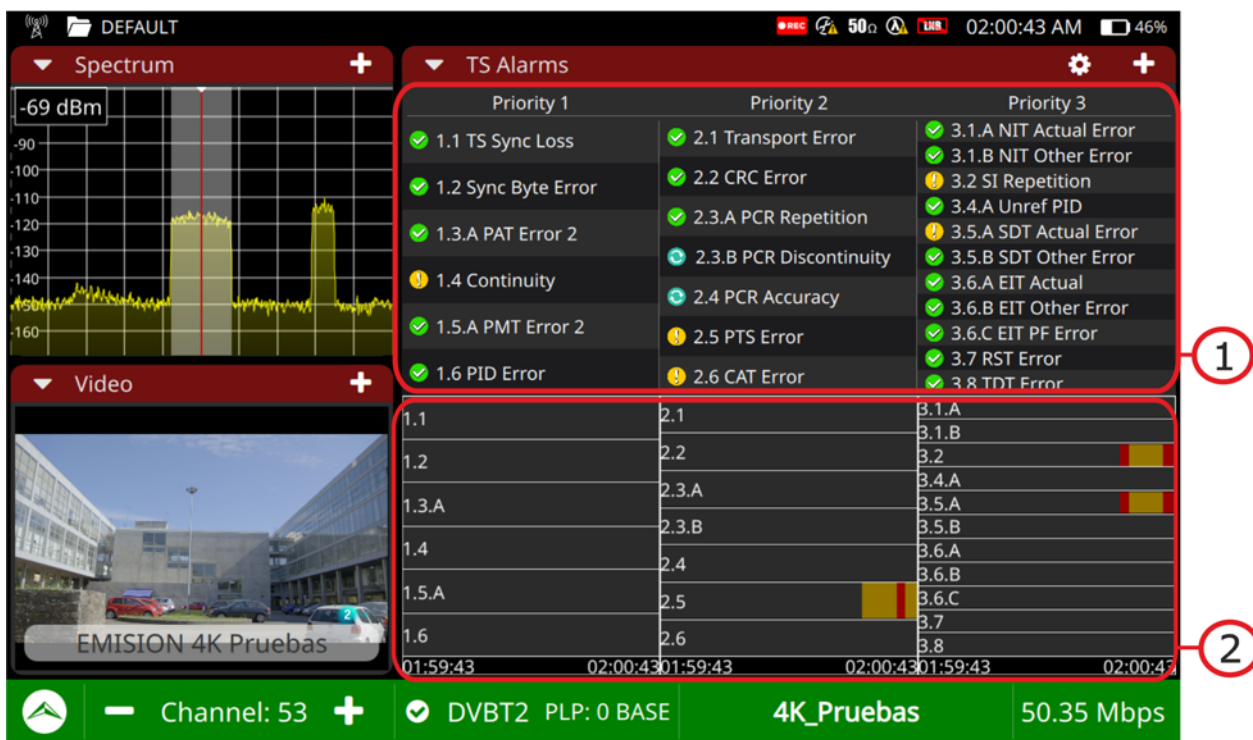 DEFAULT
REC 50Ω LNB 02:00:43 AM 46%
Spectrum
-69 dBm
-90
-100
-110
-120
-130
-140
-150
-160
TS Alarms
Priority 1
1.1 TS Sync Loss
1.2 Sync Byte Error
1.3.A PAT Error 2
1.4 Continuity
1.5.A PMT Error 2
1.6 PID Error
Priority 2
2.1 Transport Error
2.2 CRC Error
2.3.A PCR Repetition
2.3.B PCR Discontinuity
2.4 PCR Accuracy
2.5 PTS Error
2.6 CAT Error
Priority 3
3.1.A NIT Actual Error
3.1.B NIT Other Error
3.2 SI Repetition
3.4.A Unref PID
3.5.A SDT Actual Error
3.5.B SDT Other Error
3.6.A EIT Actual
3.6.B EIT Other Error
3.6.C EIT PF Error
3.7 RST Error
3.8 TDT Error
1
Video
2
EMISION 4K Pruebas
1.1
1.2
1.3.A
1.4
1.5.A
1.6
01:59:43 02:00:43
2.1
2.2
2.3.A
2.3.B
2.4
2.5
2.6
01:59:43 02:00:43
3.1.A
3.1.B
3.2
3.4.A
3.5.A
3.5.B
3.6.A
3.6.B
3.6.C
3.7
3.8
01:59:43 02:00:43
2
Channel: 53
DVBT2 PLP: 0 BASE
4K_Pruebas
50.35 Mbps